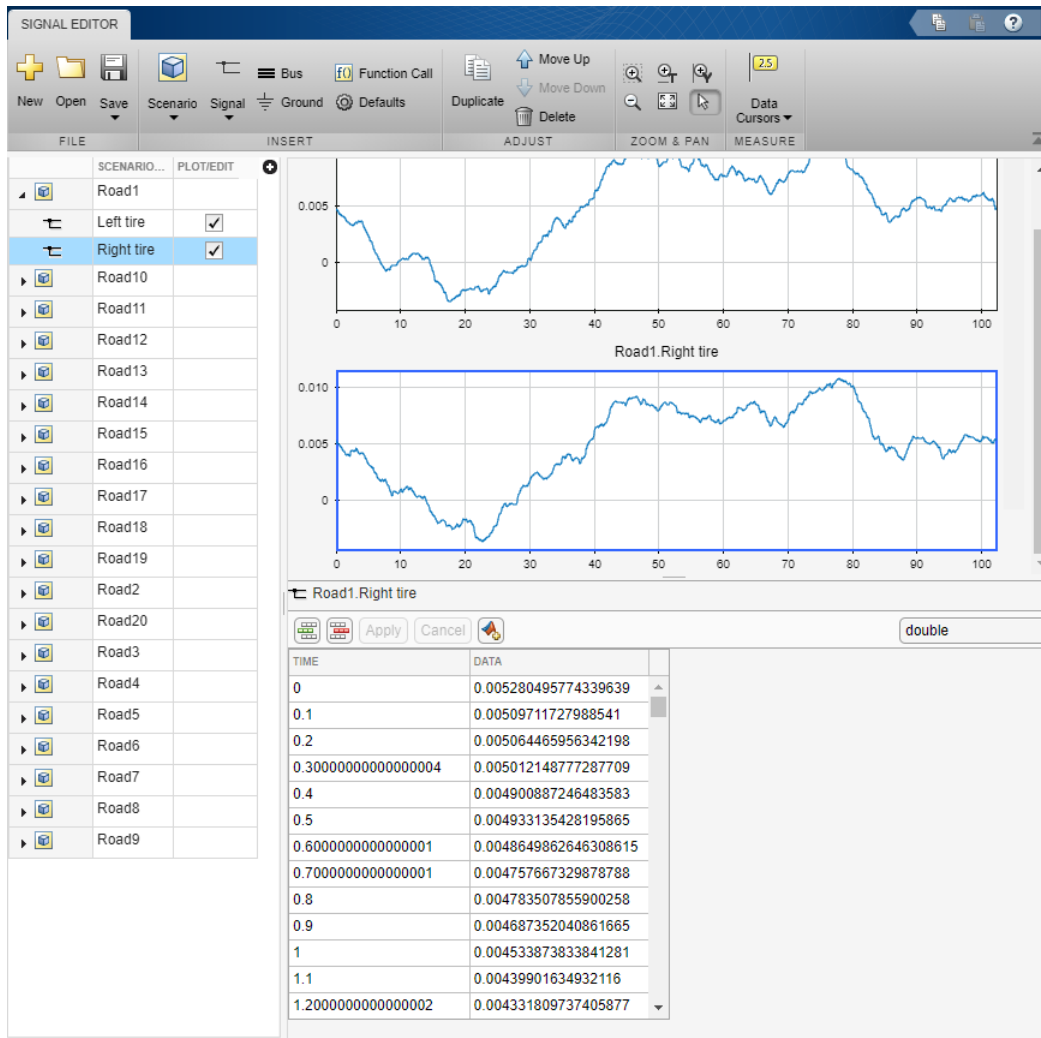 SIGNAL EDITOR
?
New Open Save Scenario Signal Bus f() Function Call Duplicate Move Up 2.5
Ground Defaults Move Down Data
Delete Cursors
FILE INSERT ADJUST ZOOM & PAN MEASURE
SCENARIO... PLOT/EDIT
Road1
Left tire
Right tire
Road10
Road11
Road12
Road13
Road14
Road15
Road16
Road17
Road18
Road19
Road2
Road20
Road3
Road4
Road5
Road6
Road7
Road8
Road9
0.005
0
0 10 20 30 40 50 60 70 80 90 100
Road1.Right tire
0.010
0.005
0
0 10 20 30 40 50 60 70 80 90 100
Road1.Right tire
Apply Cancel double
TIME DATA
0 0.005280495774339639
0.1 0.00509711727988541
0.2 0.005064465956342198
0.30000000000000004 0.005012148777287709
0.4 0.004900887246483583
0.5 0.004933135428195865
0.6000000000000001 0.0048649862646308615
0.7000000000000001 0.004757667329878788
0.8 0.004783507855900258
0.9 0.004687352040861665
1 0.004533873833841281
1.1 0.00439901634932116
1.2000000000000002 0.004331809737405877